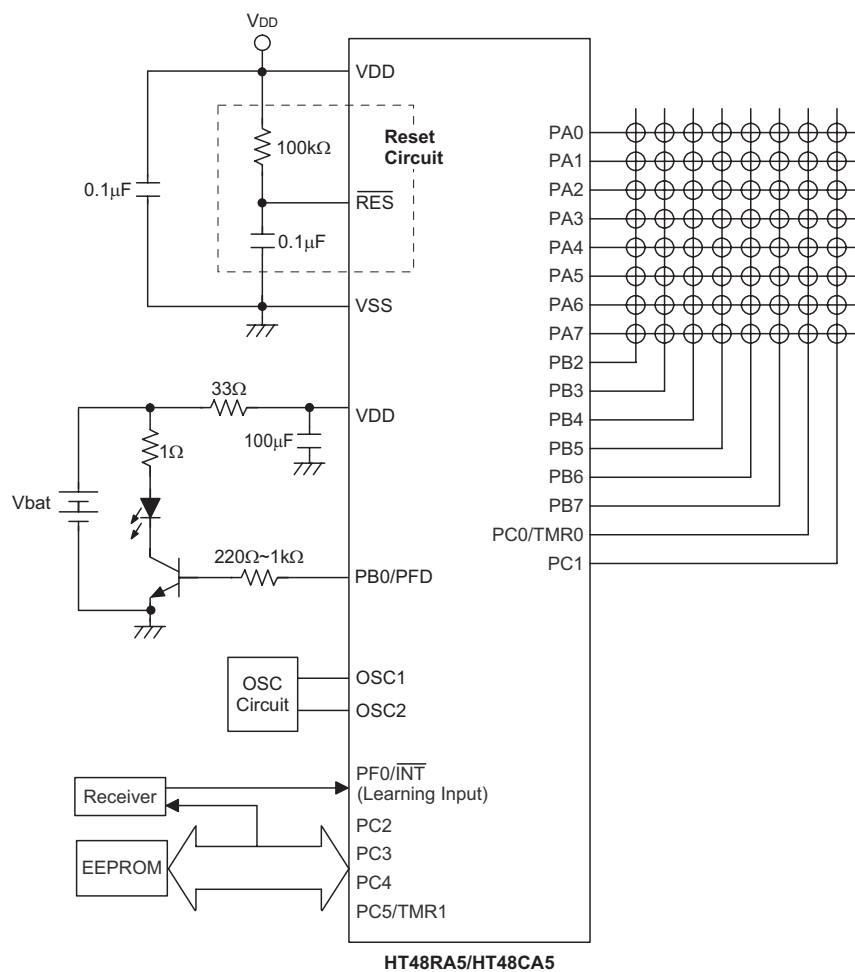 VDD
VDD
Reset
Circuit
100kΩ
0.1μF
RES
0.1μF
VSS
33Ω
VDD
100μF
1Ω
Vbat
220Ω~1kΩ
PB0/PFD
OSC
Circuit
OSC1
OSC2
PF0/INT
(Learning Input)
Receiver
PC2
PC3
EEPROM
PC4
PC5/TMR1
PA0
PA1
PA2
PA3
PA4
PA5
PA6
PA7
PB2
PB3
PB4
PB5
PB6
PB7
PC0/TMR0
PC1
HT48RA5/HT48CA5